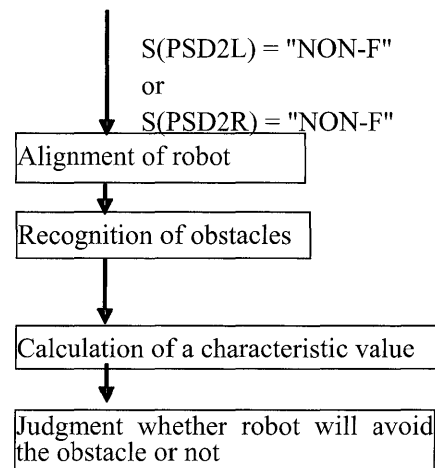 S(PSD2L) = "NON-F"
or
S(PSD2R) = "NON-F"
Alignment of robot
Recognition of obstacles
Calculation of a characteristic value
Judgment whether robot will avoid
the obstacle or not